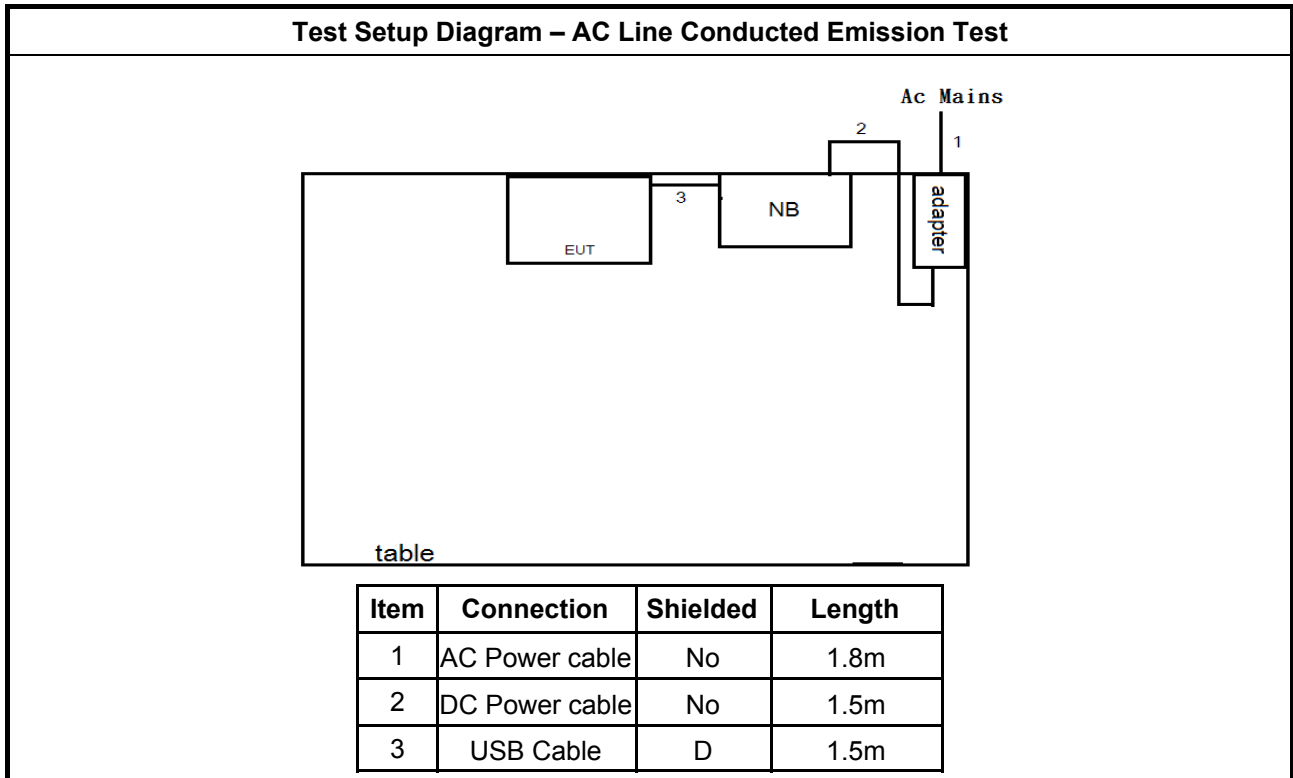 Test Setup Diagram – AC Line Conducted Emission Test
Ac Mains
2
1
3
NB
adapter
EUT
table
Item Connection Shielded Length
1 AC Power cable No 1.8m
2 DC Power cable No 1.5m
3 USB Cable D 1.5m